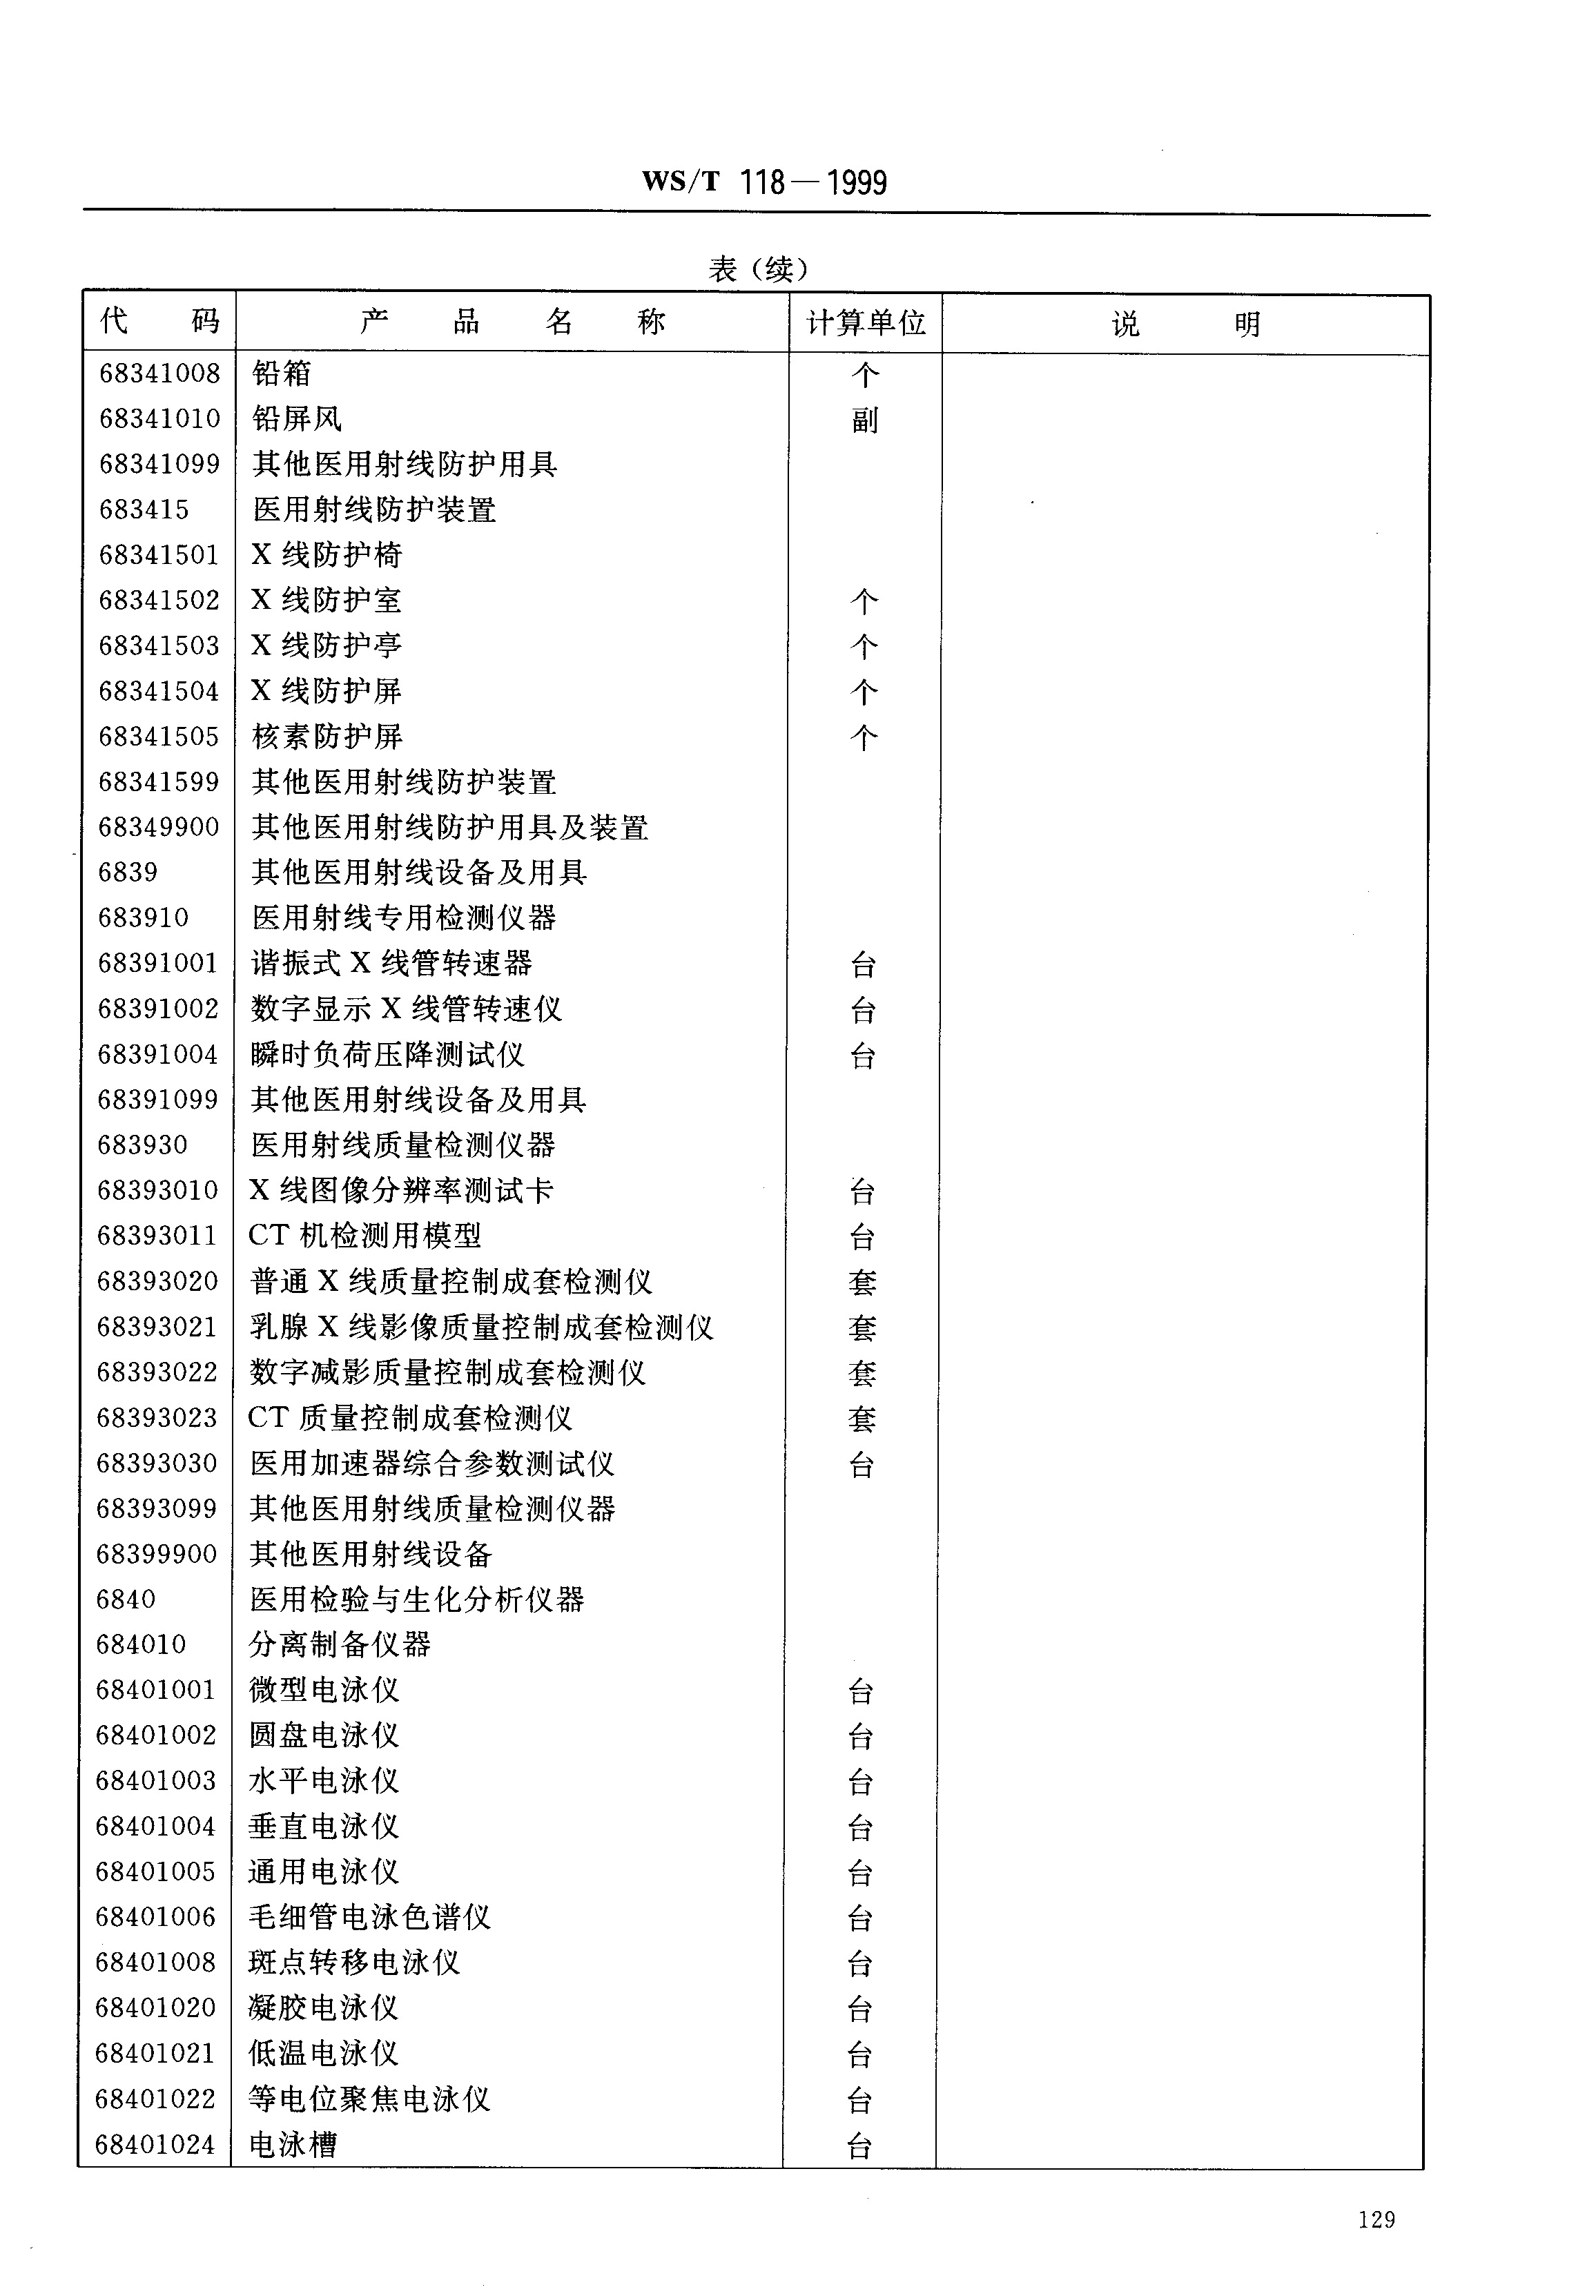 WS/T 118—1999
表（续）
代 码 产 品 名 称 计算单位 说 明
68341008 铅箱 个
68341010 铅屏风 副
68341099 其他医用射线防护用具
683415 医用射线防护装置
68341501 X 线防护椅
68341502 X 线防护室 个
68341503 X 线防护亭 个
68341504 X 线防护屏 个
68341505 核素防护屏 个
68341599 其他医用射线防护装置
68349900 其他医用射线防护用具及装置
6839 其他医用射线设备及用具
683910 医用射线专用检测仪器
68391001 谐振式 X 线管转速器 台
68391002 数字显示 X 线管转速仪 台
68391004 瞬时负荷压降测试仪 台
68391099 其他医用射线设备及用具
683930 医用射线质量检测仪器
68393010 X 线图像分辨率测试卡 台
68393011 CT 机检测用模型 台
68393020 普通 X 线质量控制成套检测仪 套
68393021 乳腺 X 线影像质量控制成套检测仪 套
68393022 数字减影质量控制成套检测仪 套
68393023 CT 质量控制成套检测仪 套
68393030 医用加速器综合参数测试仪 台
68393099 其他医用射线质量检测仪器
68399900 其他医用射线设备
6840 医用检验与生化分析仪器
684010 分离制备仪器
68401001 微型电泳仪 台
68401002 圆盘电泳仪 台
68401003 水平电泳仪 台
68401004 垂直电泳仪 台
68401005 通用电泳仪 台
68401006 毛细管电泳色谱仪 台
68401008 斑点转移电泳仪 台
68401020 凝胶电泳仪 台
68401021 低温电泳仪 台
68401022 等电位聚焦电泳仪 台
68401024 电泳槽 台
129